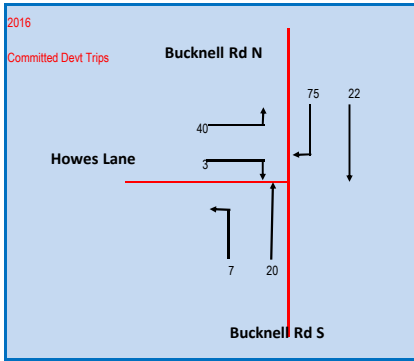 2016
Committed Devt Trips
Bucknell Rd N
75
22
40
Howes Lane
3
7
20
Bucknell Rd S